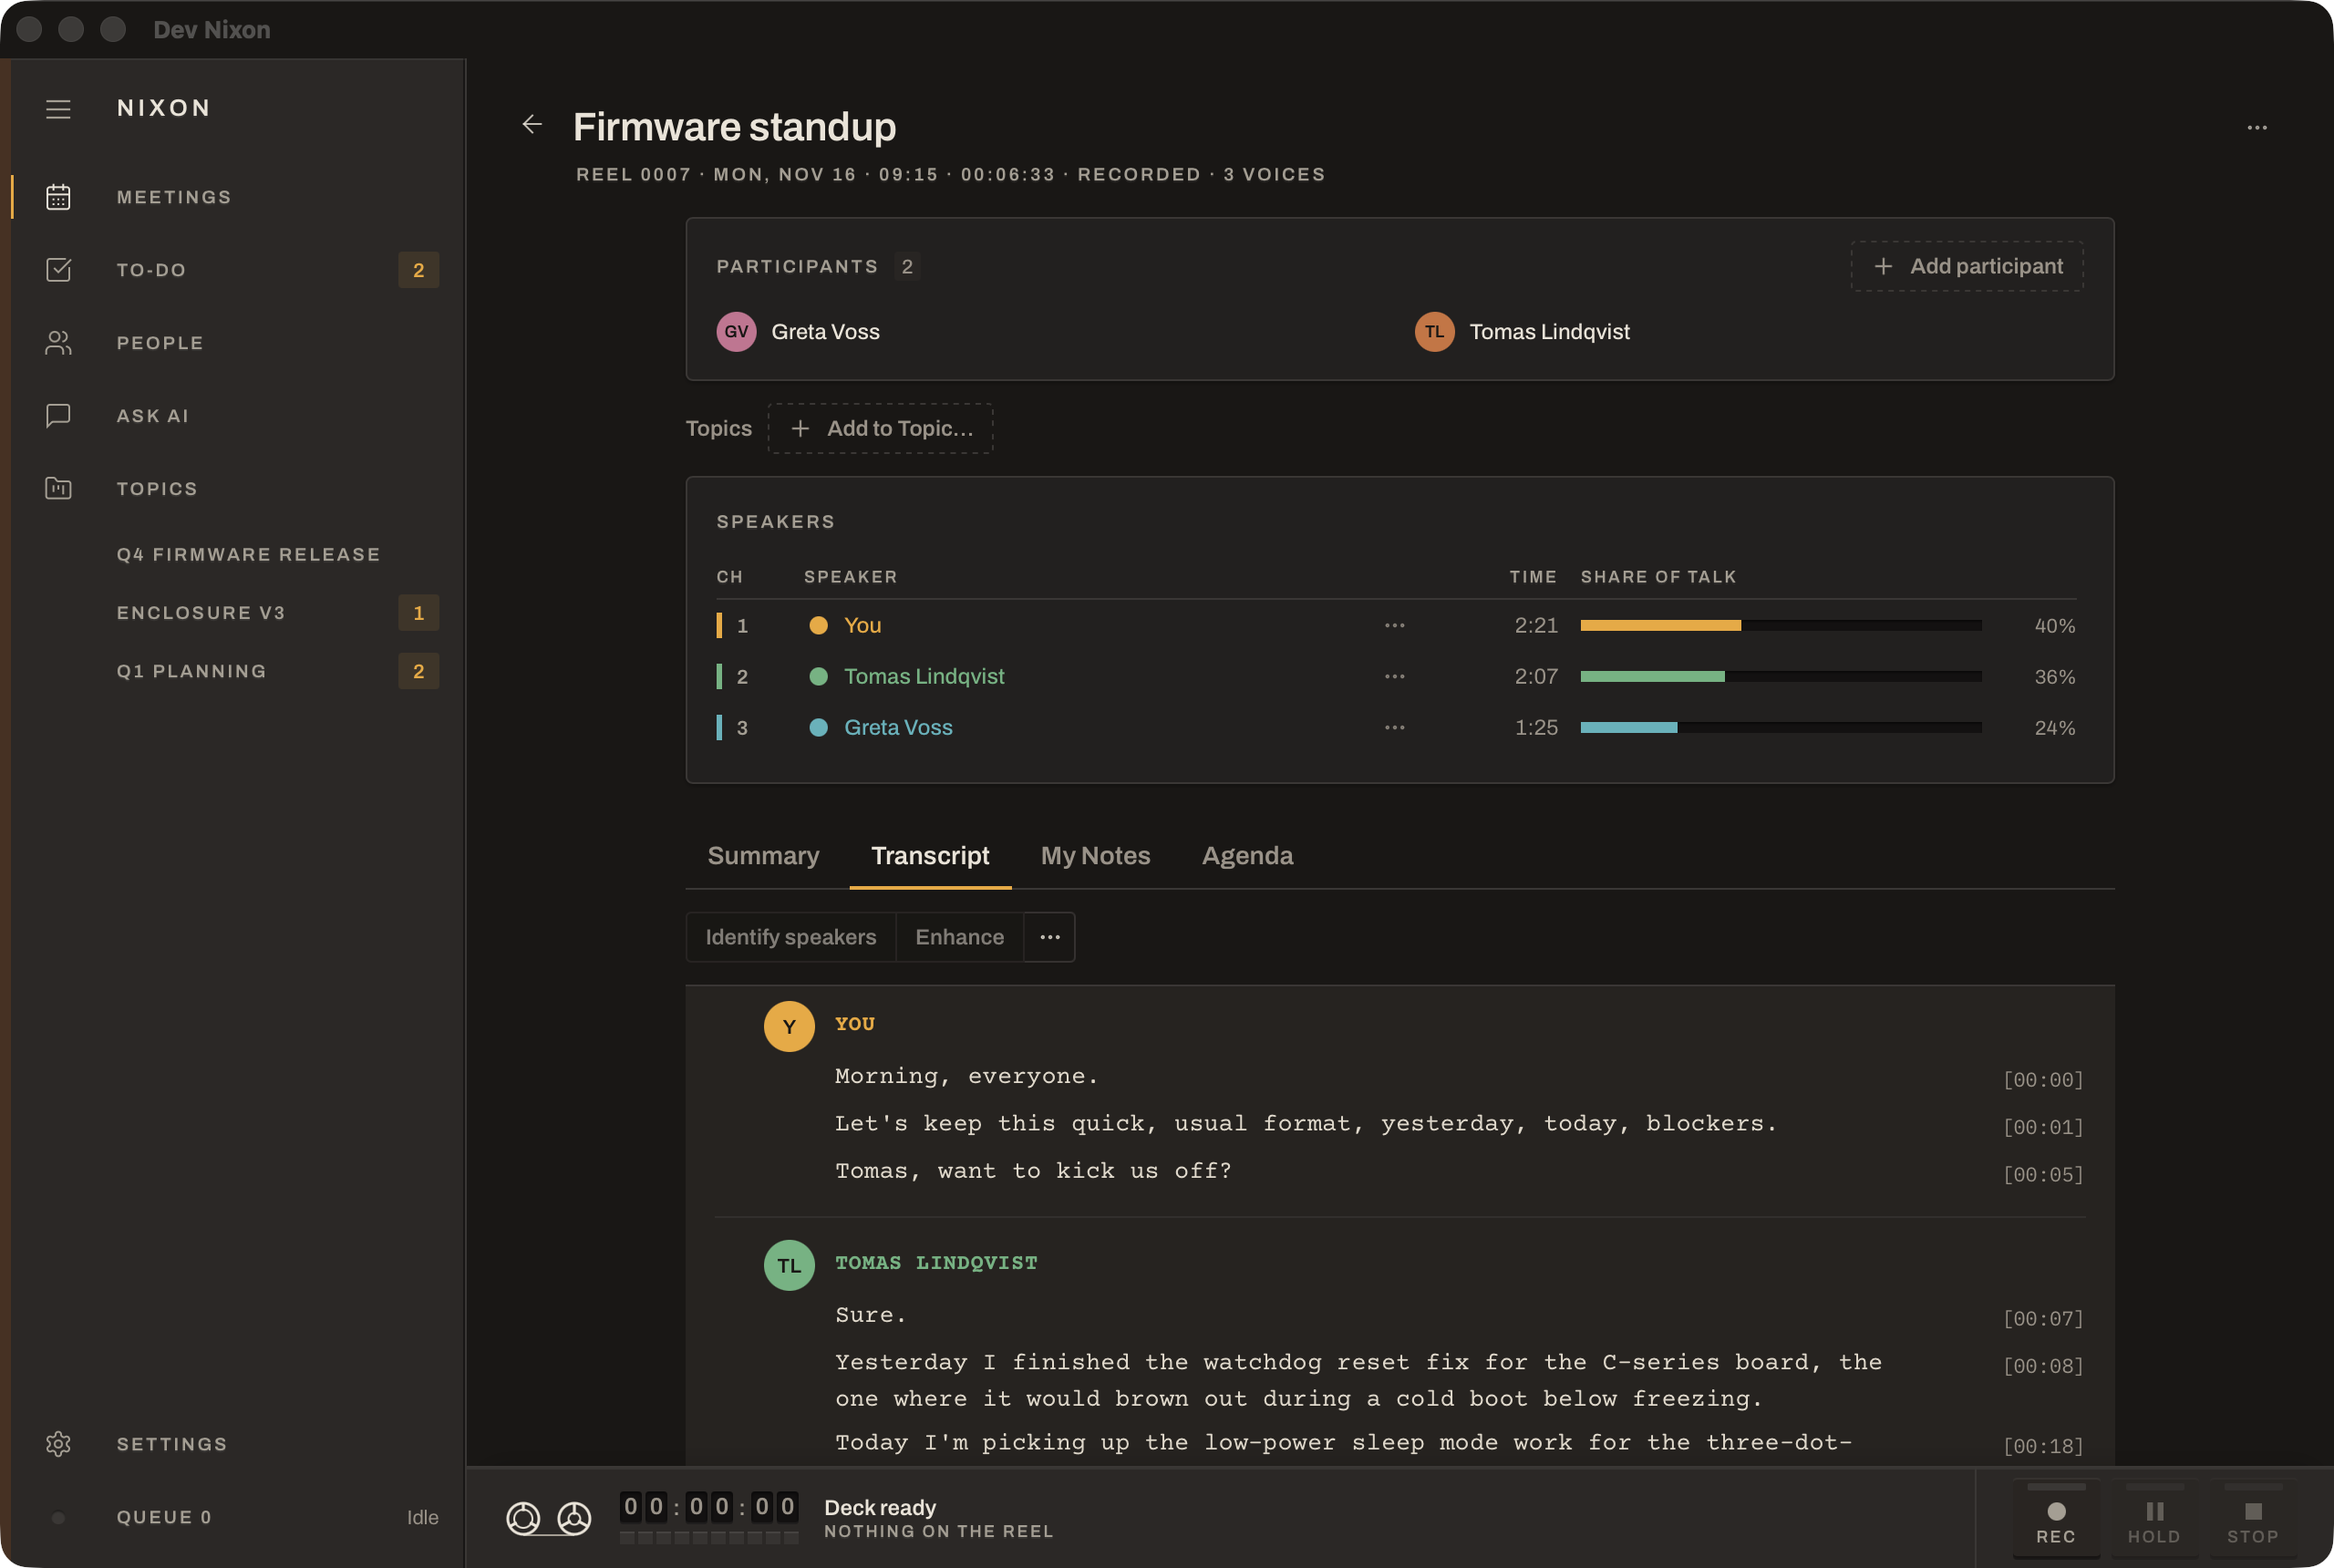 Dev Nixon
NIXON
MEETINGS
TO-DO 2
PEOPLE
ASK AI
TOPICS
Q4 FIRMWARE RELEASE
ENCLOSURE V3 1
Q1 PLANNING 2
SETTINGS
QUEUE 0 Idle
Firmware standup
REEL 0007 · MON, NOV 16 · 09:15 · 00:06:33 · RECORDED · 3 VOICES
PARTICIPANTS 2
+ Add participant
GV Greta Voss
TL Tomas Lindqvist
Topics + Add to Topic...
SPEAKERS
CH SPEAKER TIME SHARE OF TALK
1 You ... 2:21 40%
2 Tomas Lindqvist ... 2:07 36%
3 Greta Voss ... 1:25 24%
Summary Transcript My Notes Agenda
Identify speakers Enhance ...
Y YOU
Morning, everyone. [00:00]
Let's keep this quick, usual format, yesterday, today, blockers. [00:01]
Tomas, want to kick us off? [00:05]
TL TOMAS LINDQVIST
Sure. [00:07]
Yesterday I finished the watchdog reset fix for the C-series board, the [00:08]
one where it would brown out during a cold boot below freezing.
Today I'm picking up the low-power sleep mode work for the three-dot- [00:18]
00:00:00 Deck ready
NOTHING ON THE REEL
REC HOLD STOP